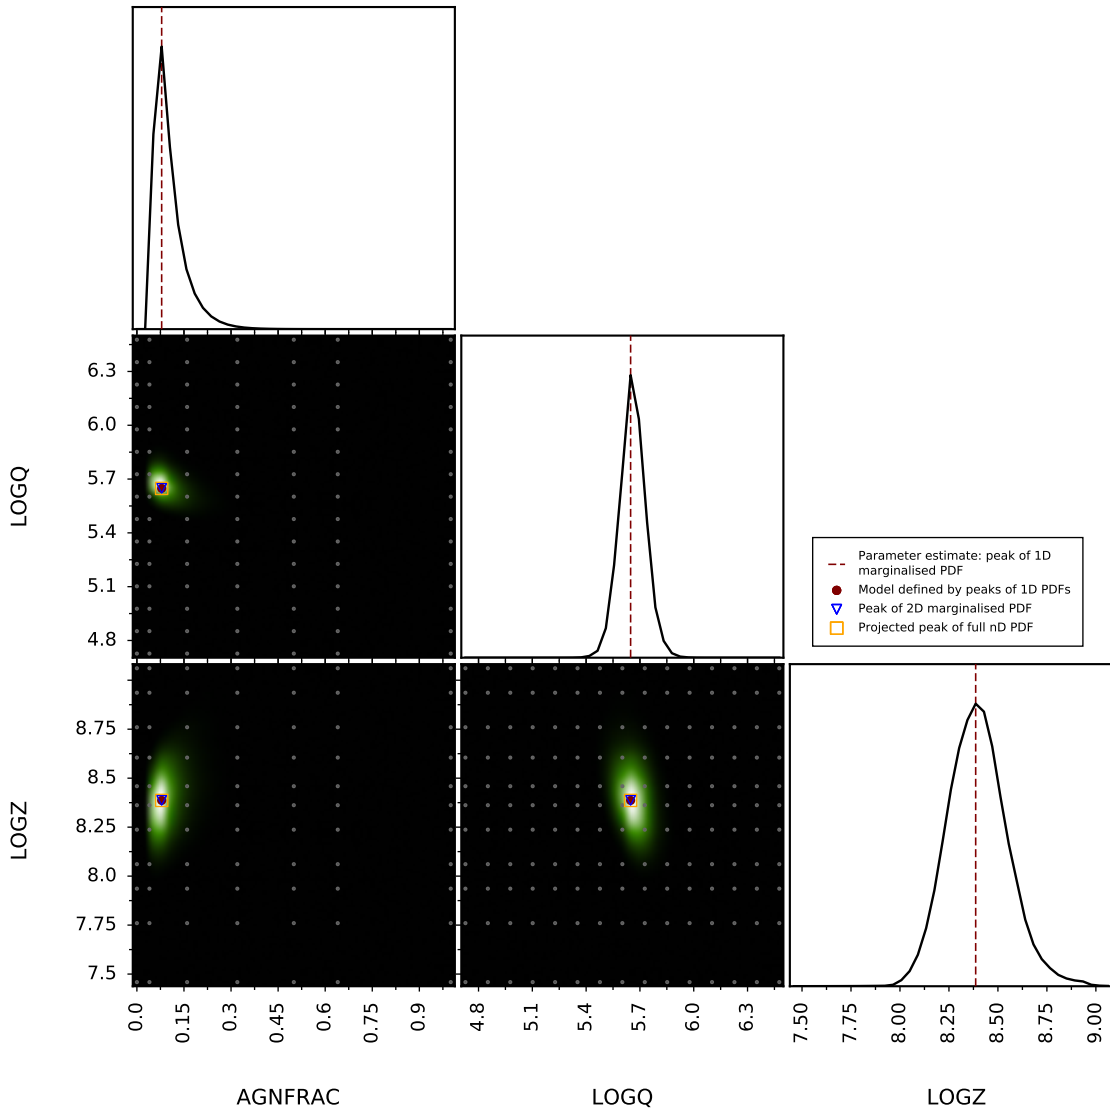 6.3
6.0
5.7
5.4
5.1
4.8
LOGQ
Parameter estimate: peak of 1D
marginalised PDF
Model defined by peaks of 1D PDFs
Peak of 2D marginalised PDF
Projected peak of full nD PDF
8.75
8.5
8.25
8.0
7.75
7.5
LOGZ
0.0 0.15 0.3 0.45 0.6 0.75 0.9
4.8 5.1 5.4 5.7 6.0 6.3
7.50 7.75 8.00 8.25 8.50 8.75 9.00
AGNFRAC LOGQ LOGZ